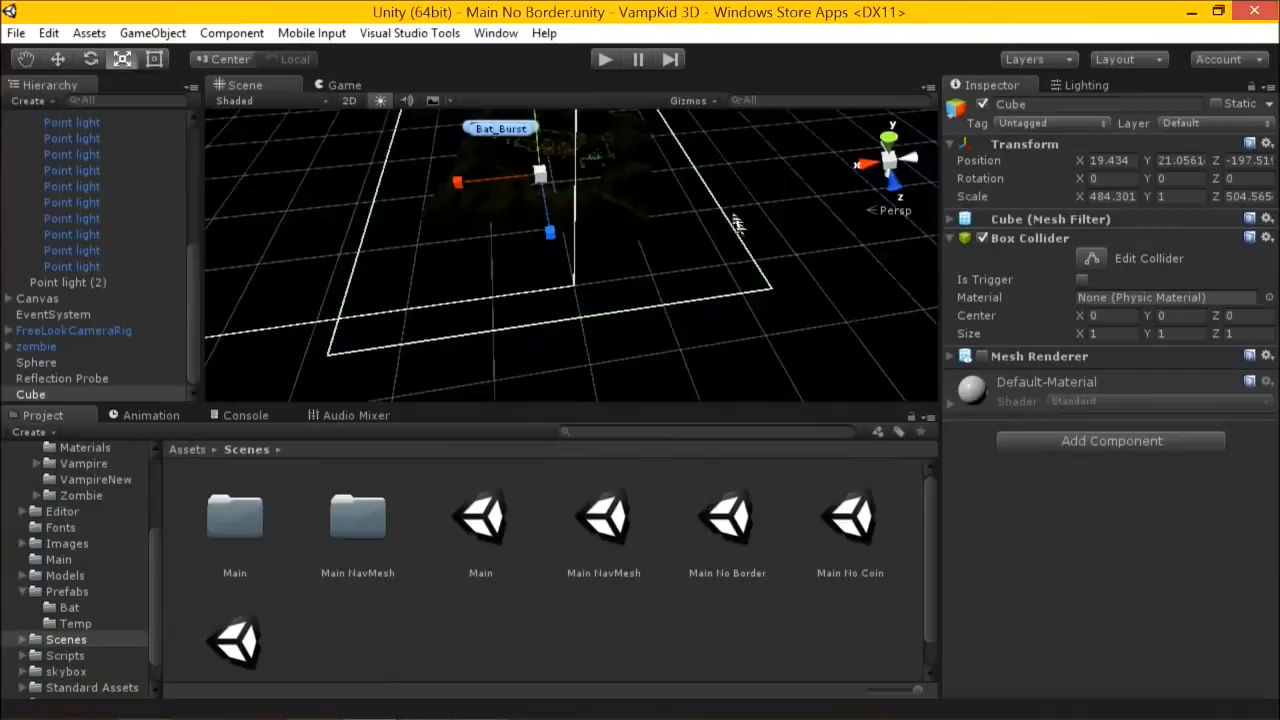 Unity (64bit) - Main No Border.unity - VampKid 3D - Windows Store Apps <DX11>
File Edit Assets GameObject Component Mobile Input Visual Studio Tools Window Help
Center Local Layers Layout Account
Hierarchy Scene Game Inspector Lighting
Create All Shaded 2D Gizmos All Cube Static
Tag Untagged Layer Default
Point light
Point light
Point light
Point light
Point light
Point light
Point light
Point light
Point light
Point light
Point light (2)
Canvas
EventSystem
FreeLookCameraRig
zombie
Sphere
Reflection Probe
Cube
Bat_Burst
y
x
z
Persp
Transform
Position X 19.434 Y 21.0561 Z -197.519
Rotation X 0 Y 0 Z 0
Scale X 484.301 Y 1 Z 504.565
Cube (Mesh Filter)
Box Collider
Edit Collider
Is Trigger
Material None (Physic Material)
Center X 0 Y 0 Z 0
Size X 1 Y 1 Z 1
Mesh Renderer
Default-Material
Shader Standard
Add Component
Project Animation Console Audio Mixer
Create
Materials
Vampire
VampireNew
Zombie
Editor
Fonts
Images
Main
Models
Prefabs
Bat
Temp
Scenes
Scripts
skybox
Standard Assets
Assets Scenes
Main Main NavMesh Main Main NavMesh Main No Border Main No Coin